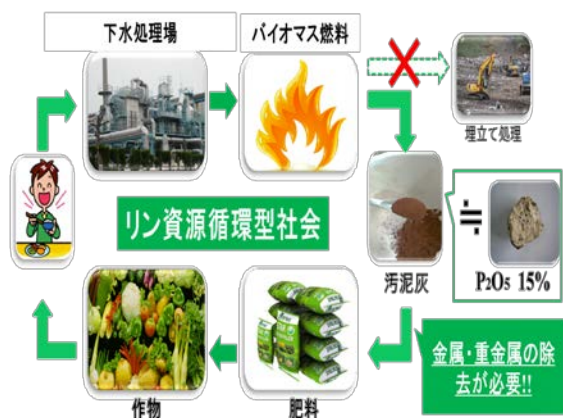 下水処理場
バイオマス燃料
埋立て処理
リン資源循環型社会
汚泥灰
≒
P₂O₅ 15%
金属・重金属の除
去が必要!!
肥料
作物